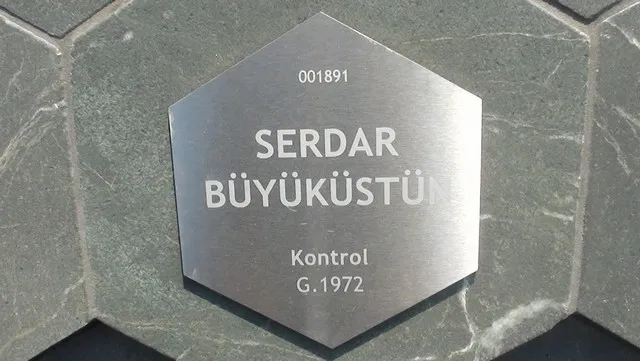 001891
SERDAR
BÜYÜKÜSTÜN
Kontrol
G.1972